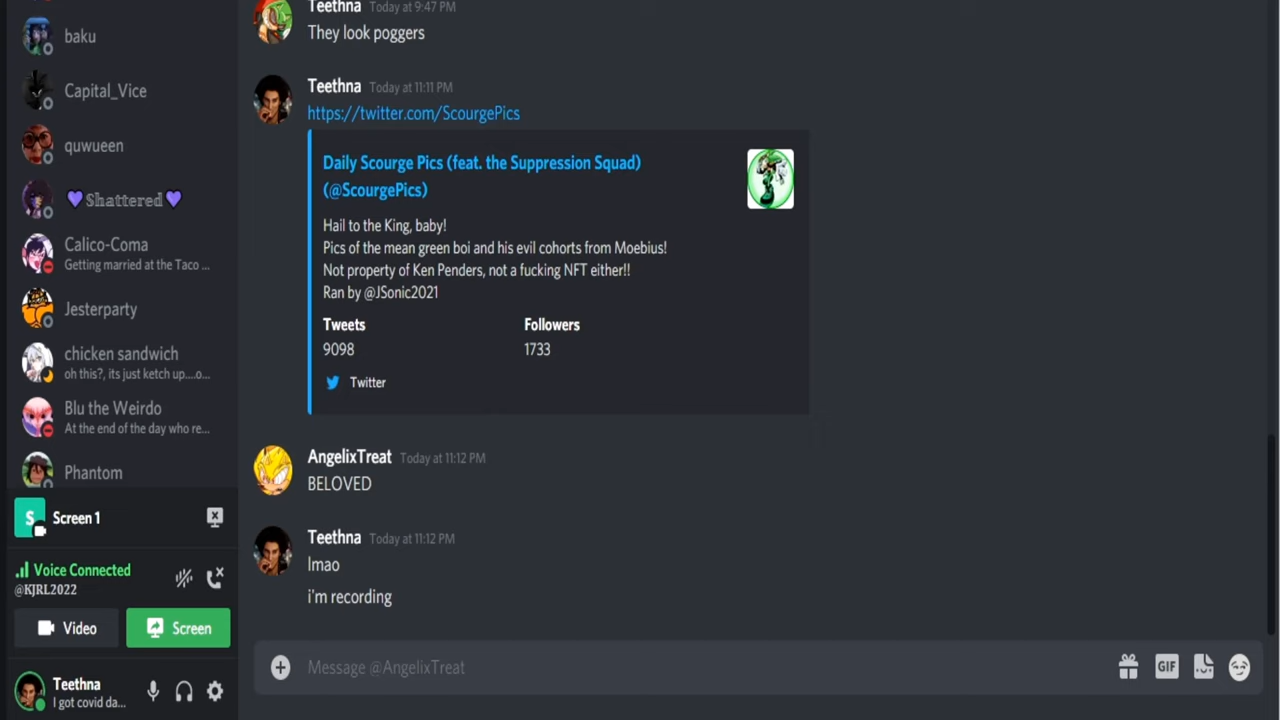 baku
Capital_Vice
quwueen
💜𝕊𝕙𝕒𝕥𝕥𝕖𝕣𝕖𝕕💜
Calico-Coma
Getting married at the Taco ...
Jesterparty
chicken sandwich
oh this?, its just ketch up....o...
Blu the Weirdo
At the end of the day who re...
Phantom
S
Screen 1
Voice Connected
@KJRL2022
Video
Screen
Teethna
I got covid da...
Teethna Today at 9:47 PM
They look poggers
Teethna Today at 11:11 PM
https://twitter.com/ScourgePics
Daily Scourge Pics (feat. the Suppression Squad)
(@ScourgePics)
Hail to the King, baby!
Pics of the mean green boi and his evil cohorts from Moebius!
Not property of Ken Penders, not a fucking NFT either!!
Ran by @JSonic2021
Tweets Followers
9098 1733
Twitter
AngelixTreat Today at 11:12 PM
BELOVED
Teethna Today at 11:12 PM
lmao
i'm recording
Message @AngelixTreat
GIF